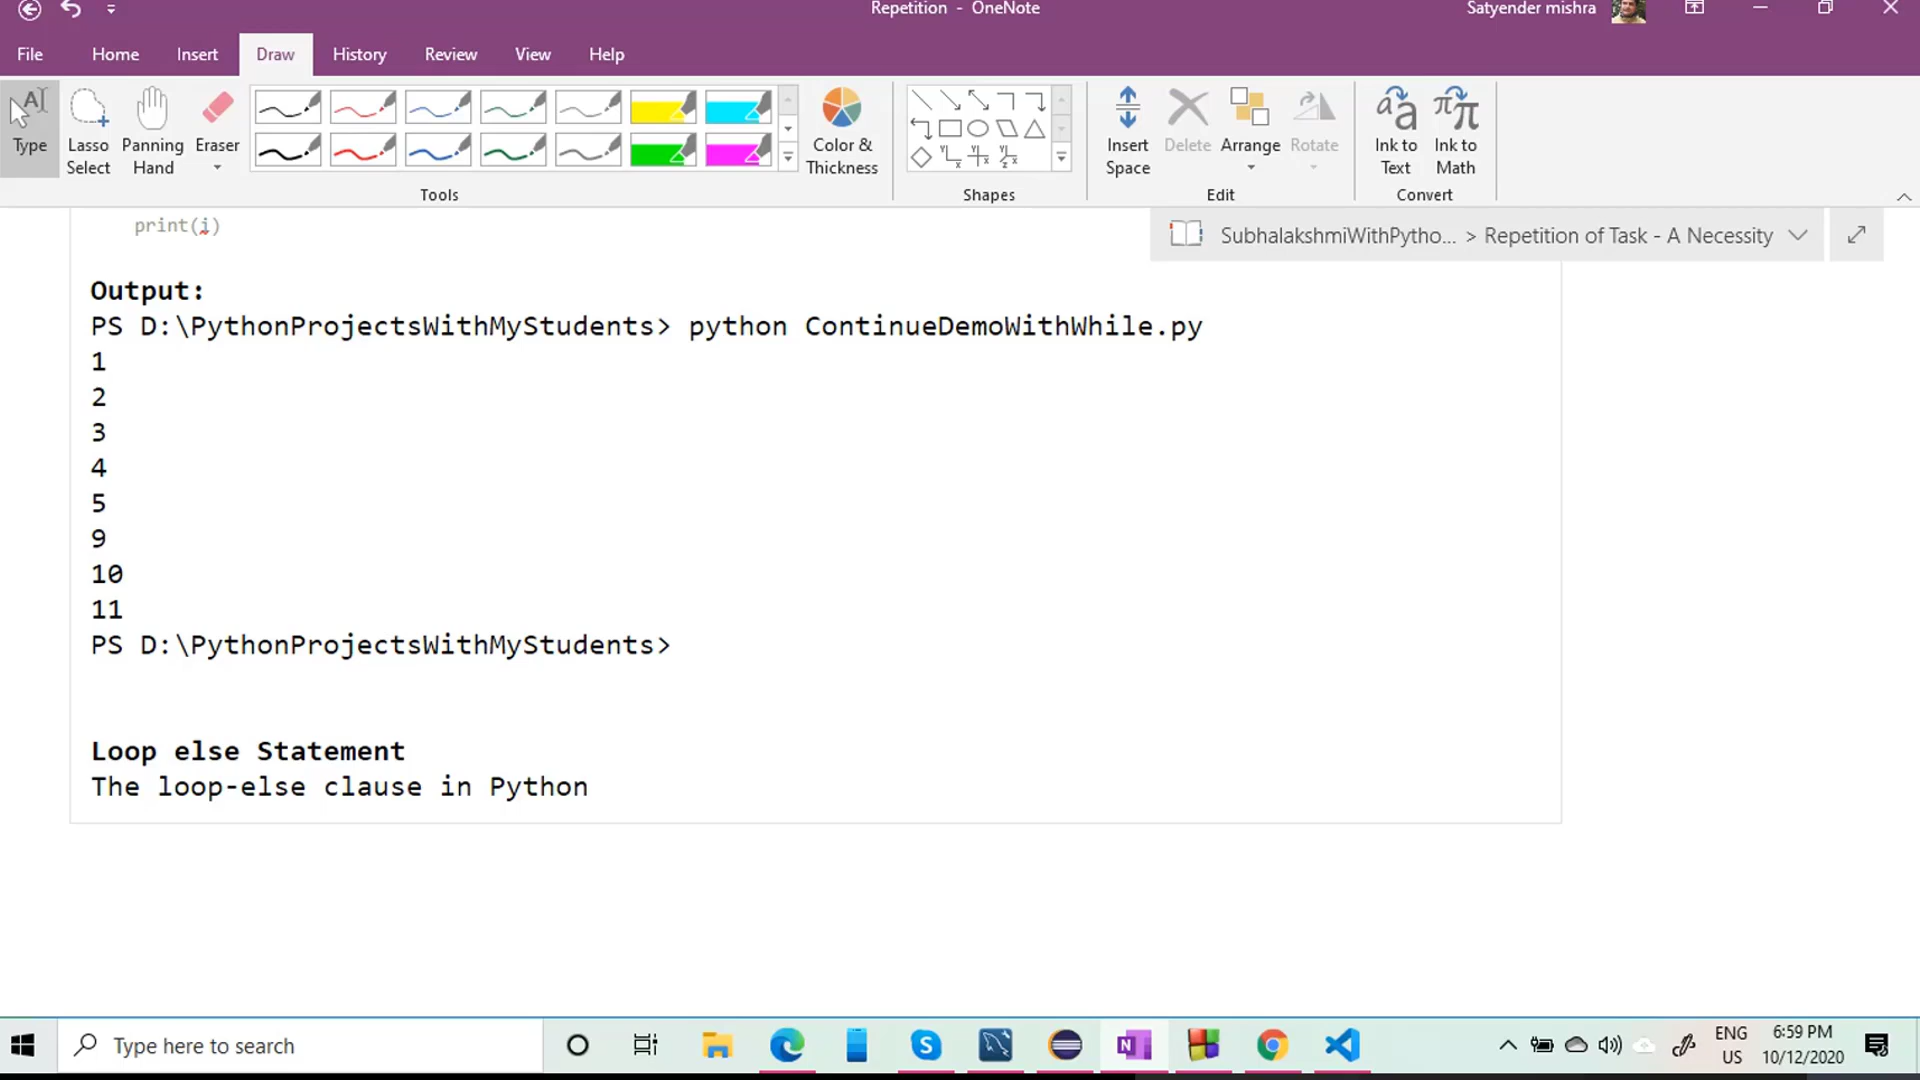 Repetition - OneNote
Satyender mishra
File Home Insert Draw History Review View Help
Type
Lasso Select
Panning Hand
Eraser
Color & Thickness
Insert Space
Delete
Arrange
Rotate
Ink to Text
Ink to Math
Tools
Shapes
Edit
Convert
print(i)
SubhalakshmiWithPytho... > Repetition of Task - A Necessity
Output:
PS D:\PythonProjectsWithMyStudents> python ContinueDemoWithWhile.py
1
2
3
4
5
9
10
11
PS D:\PythonProjectsWithMyStudents>
Loop else Statement
The loop-else clause in Python
Type here to search
ENG
US
6:59 PM
10/12/2020